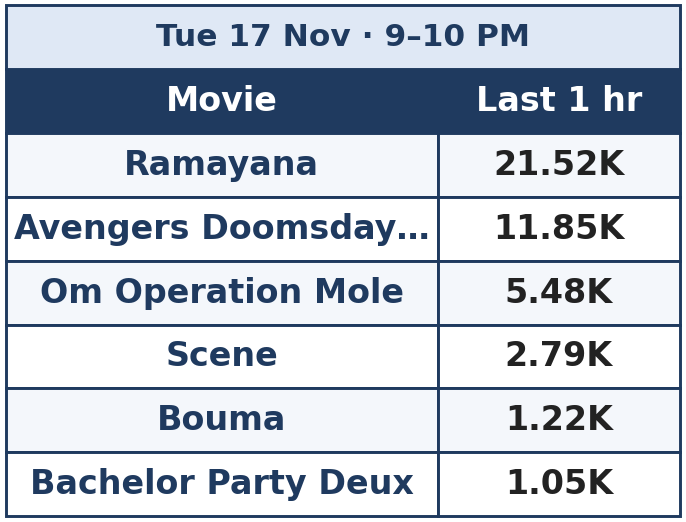 Tue 17 Nov · 9–10 PM
Movie Last 1 hr
Ramayana 21.52K
Avengers Doomsday... 11.85K
Om Operation Mole 5.48K
Scene 2.79K
Bouma 1.22K
Bachelor Party Deux 1.05K